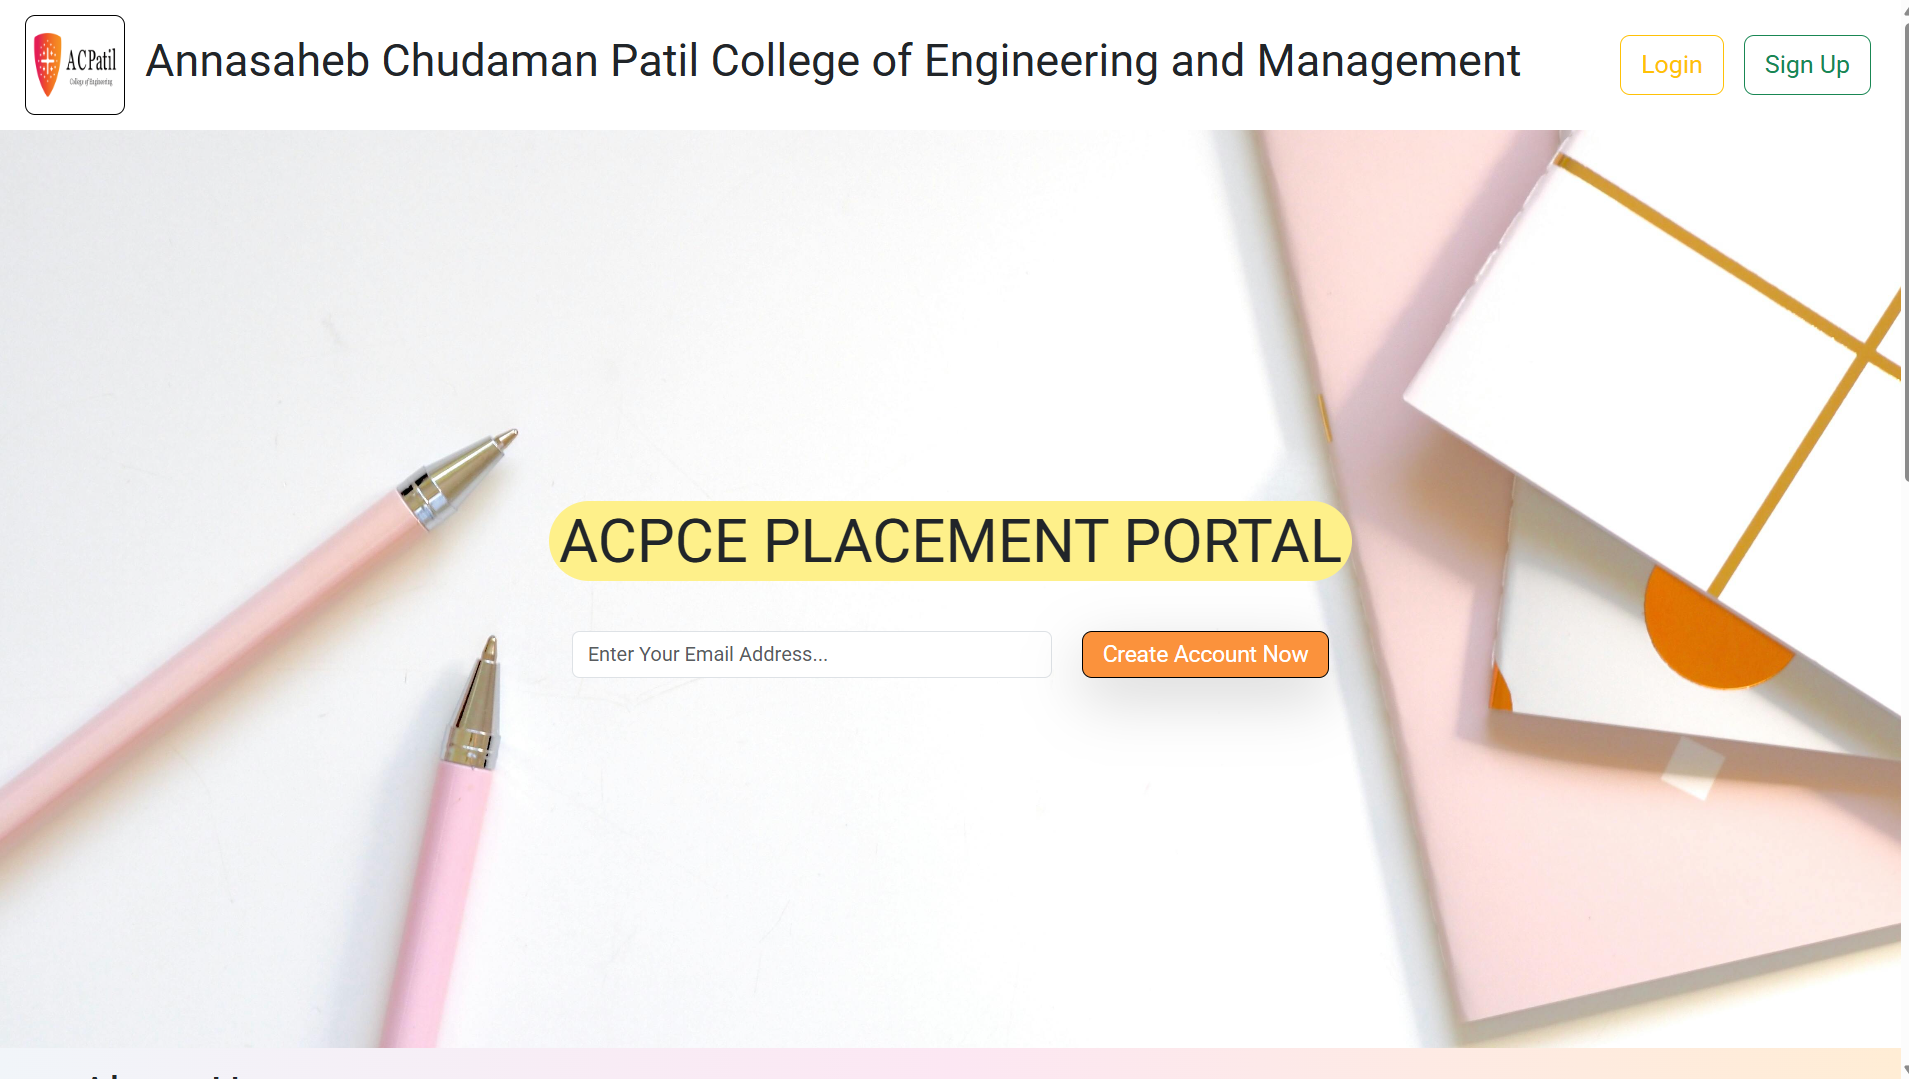 ACPatil
College of Engineering
Annasaheb Chudaman Patil College of Engineering and Management
Login
Sign Up
ACPCE PLACEMENT PORTAL
Enter Your Email Address...
Create Account Now